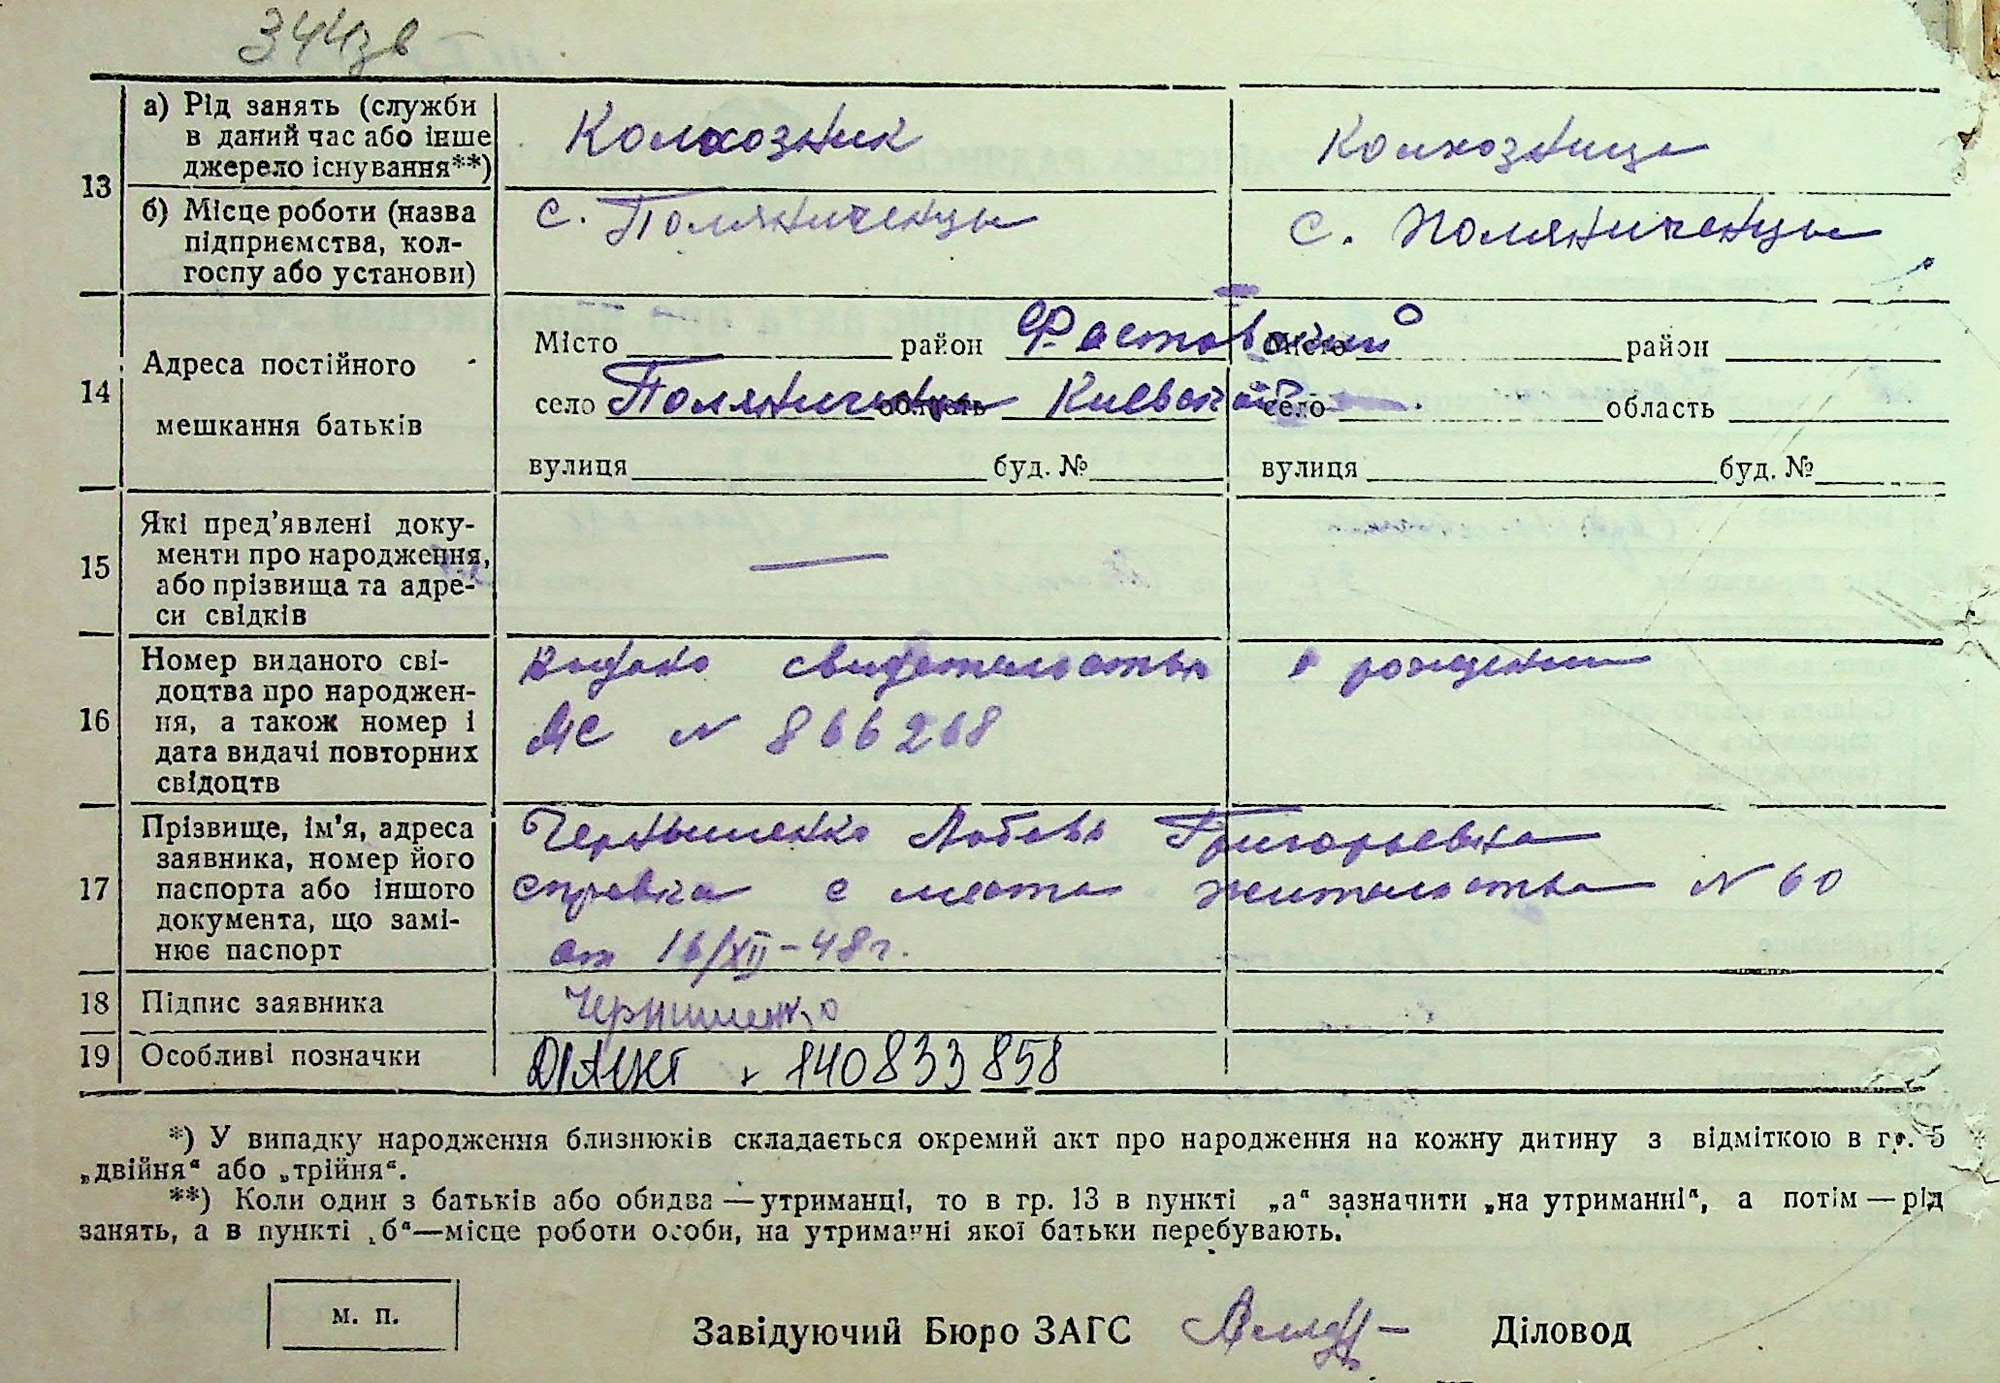 344зв
13 а) Рід занять (служби в даний час або інше джерело існування**) Колхозник Колхозница
б) Місце роботи (назва підприємства, колгоспу або установи) с. Поляниченцы с. Поляниченцы
14 Адреса постійного мешкання батьків
Місто район Фастовский Місто район
село Поляниченцы область Киевской село область
вулиця буд. № вулиця буд. №
15 Які пред’явлені доку-
менти про народження,
або прізвища та адре-
си свідків —
16 Номер виданого сві-
доцтва про народжен-
ня, а також номер і
дата видачі повторних
свідоцтв
Выдано свидетельство о рождении
№ 866268
17 Прізвище, ім’я, адреса
заявника, номер його
паспорта або іншого
документа, що замі-
нює паспорт
Чернышенко Любовь Григорьевна
справка с места жительства № 60
от 16/XII-48г.
18 Підпис заявника Чернишенко
19 Особливі позначки 140833858
*) У випадку народження близнюків складається окремий акт про народження на кожну дитину з відміткою в гр. 5
„двійня“ або „трійня“.
**) Коли один з батьків або обидва — утриманці, то в гр. 13 в пункті „а“ зазначити „на утриманні“, а потім — рід
занять, а в пункті „б“—місце роботи особи, на утриманні якої батьки перебувають.
м. п.
Завідуючий Бюро ЗАГС Діловод